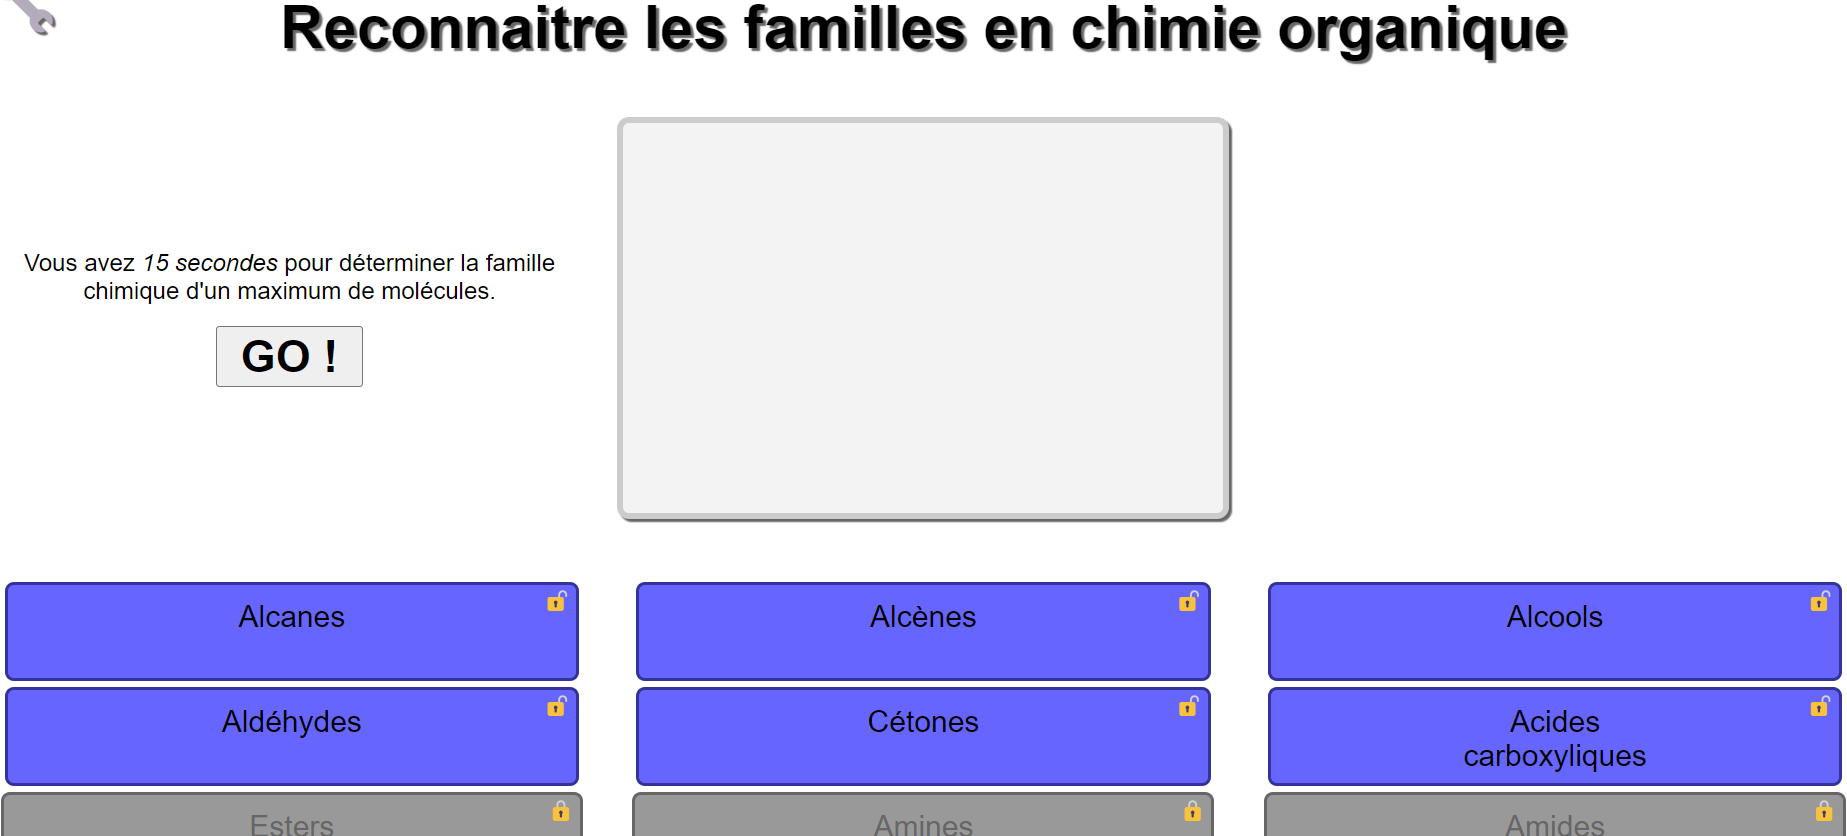 Reconnaitre les familles en chimie organique
Vous avez 15 secondes pour déterminer la famille
chimique d'un maximum de molécules.
GO !
Alcanes
Alcènes
Alcools
Aldéhydes
Cétones
Acides
carboxyliques
Esters
Amines
Amides